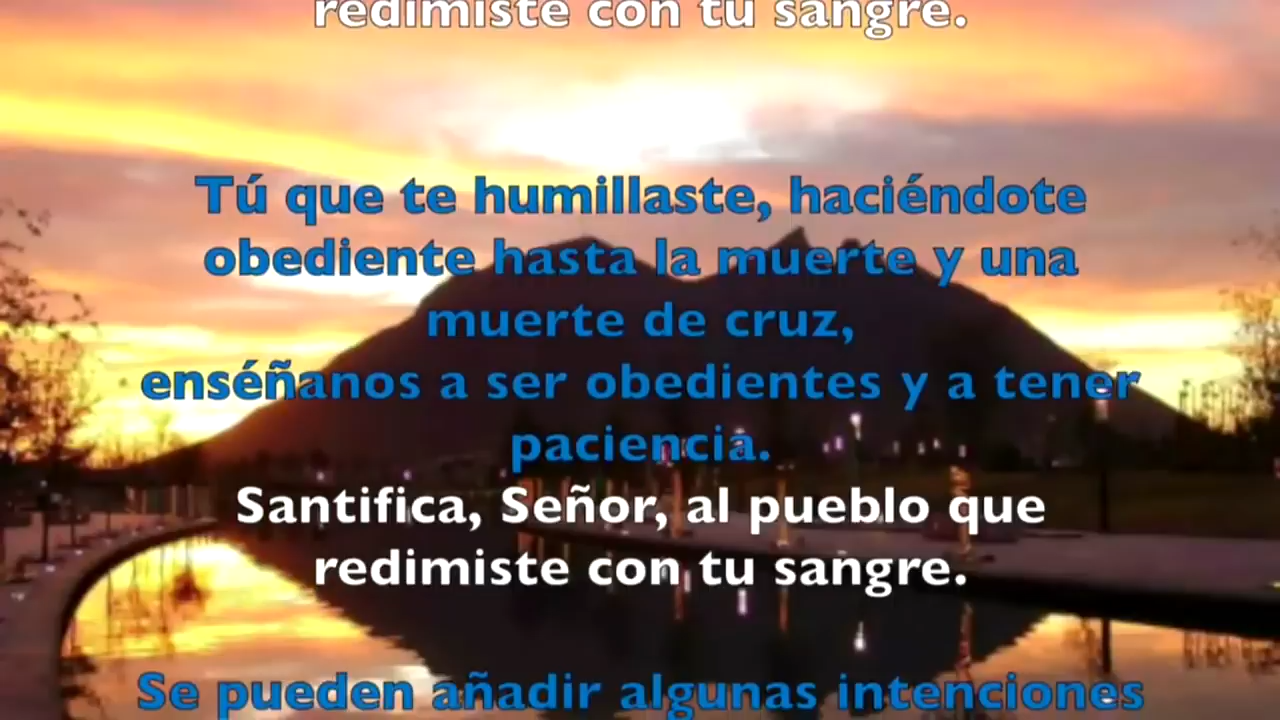 redimiste con tu sangre.
Tú que te humillaste, haciéndote
obediente hasta la muerte y una
muerte de cruz,
enséñanos a ser obedientes y a tener
paciencia.
Santifica, Señor, al pueblo que
redimiste con tu sangre.
Se pueden añadir algunas intenciones